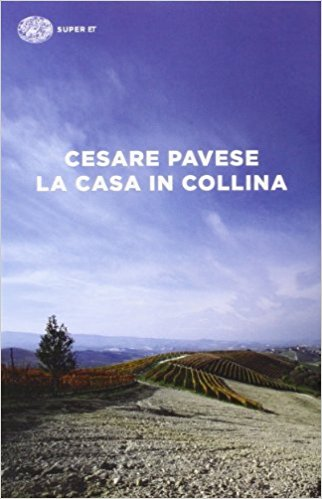 SUPER ET
CESARE PAVESE
LA CASA IN COLLINA